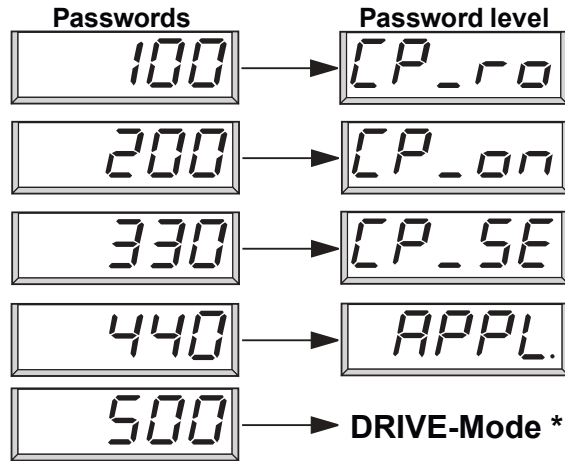 Passwords Password level
100 CP_ro
200 CP_on
330 CP_SE
440 APPL.
500 DRIVE-Mode *